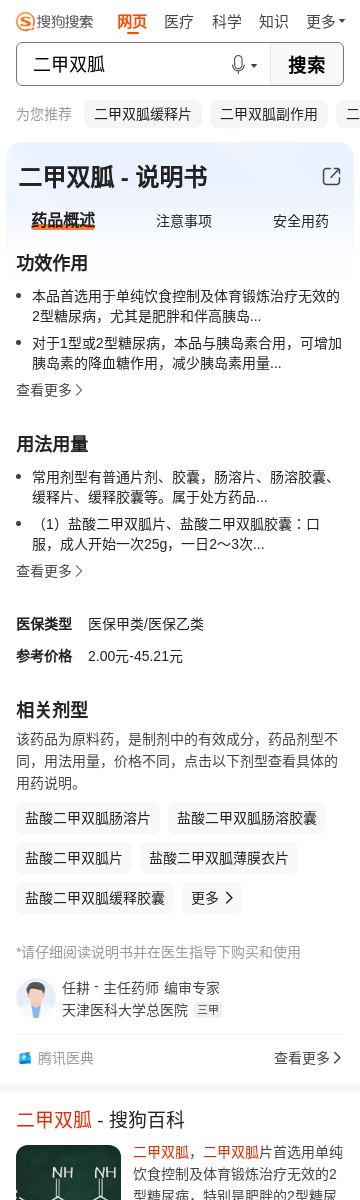 搜狗搜索 网页 医疗 科学 知识 更多
二甲双胍 搜索
为您推荐 二甲双胍缓释片 二甲双胍副作用 二
二甲双胍 - 说明书
药品概述 注意事项 安全用药
功效作用
本品首选用于单纯饮食控制及体育锻炼治疗无效的
2型糖尿病，尤其是肥胖和伴高胰岛...
对于1型或2型糖尿病，本品与胰岛素合用，可增加
胰岛素的降血糖作用，减少胰岛素用量...
查看更多
用法用量
常用剂型有普通片剂、胶囊，肠溶片、肠溶胶囊、
缓释片、缓释胶囊等。属于处方药品...
（1）盐酸二甲双胍片、盐酸二甲双胍胶囊：口
服，成人开始一次25g，一日2～3次...
查看更多
医保类型 医保甲类/医保乙类
参考价格 2.00元-45.21元
相关剂型
该药品为原料药，是制剂中的有效成分，药品剂型不
同，用法用量，价格不同，点击以下剂型查看具体的
用药说明。
盐酸二甲双胍肠溶片 盐酸二甲双胍肠溶胶囊
盐酸二甲双胍片 盐酸二甲双胍薄膜衣片
盐酸二甲双胍缓释胶囊 更多
*请仔细阅读说明书并在医生指导下购买和使用
任耕 - 主任药师 编审专家
天津医科大学总医院 三甲
腾讯医典 查看更多
二甲双胍 - 搜狗百科
二甲双胍，二甲双胍片首选用单纯
饮食控制及体育锻炼治疗无效的2
型糖尿病，特别是肥胖的2型糖尿
NH NH